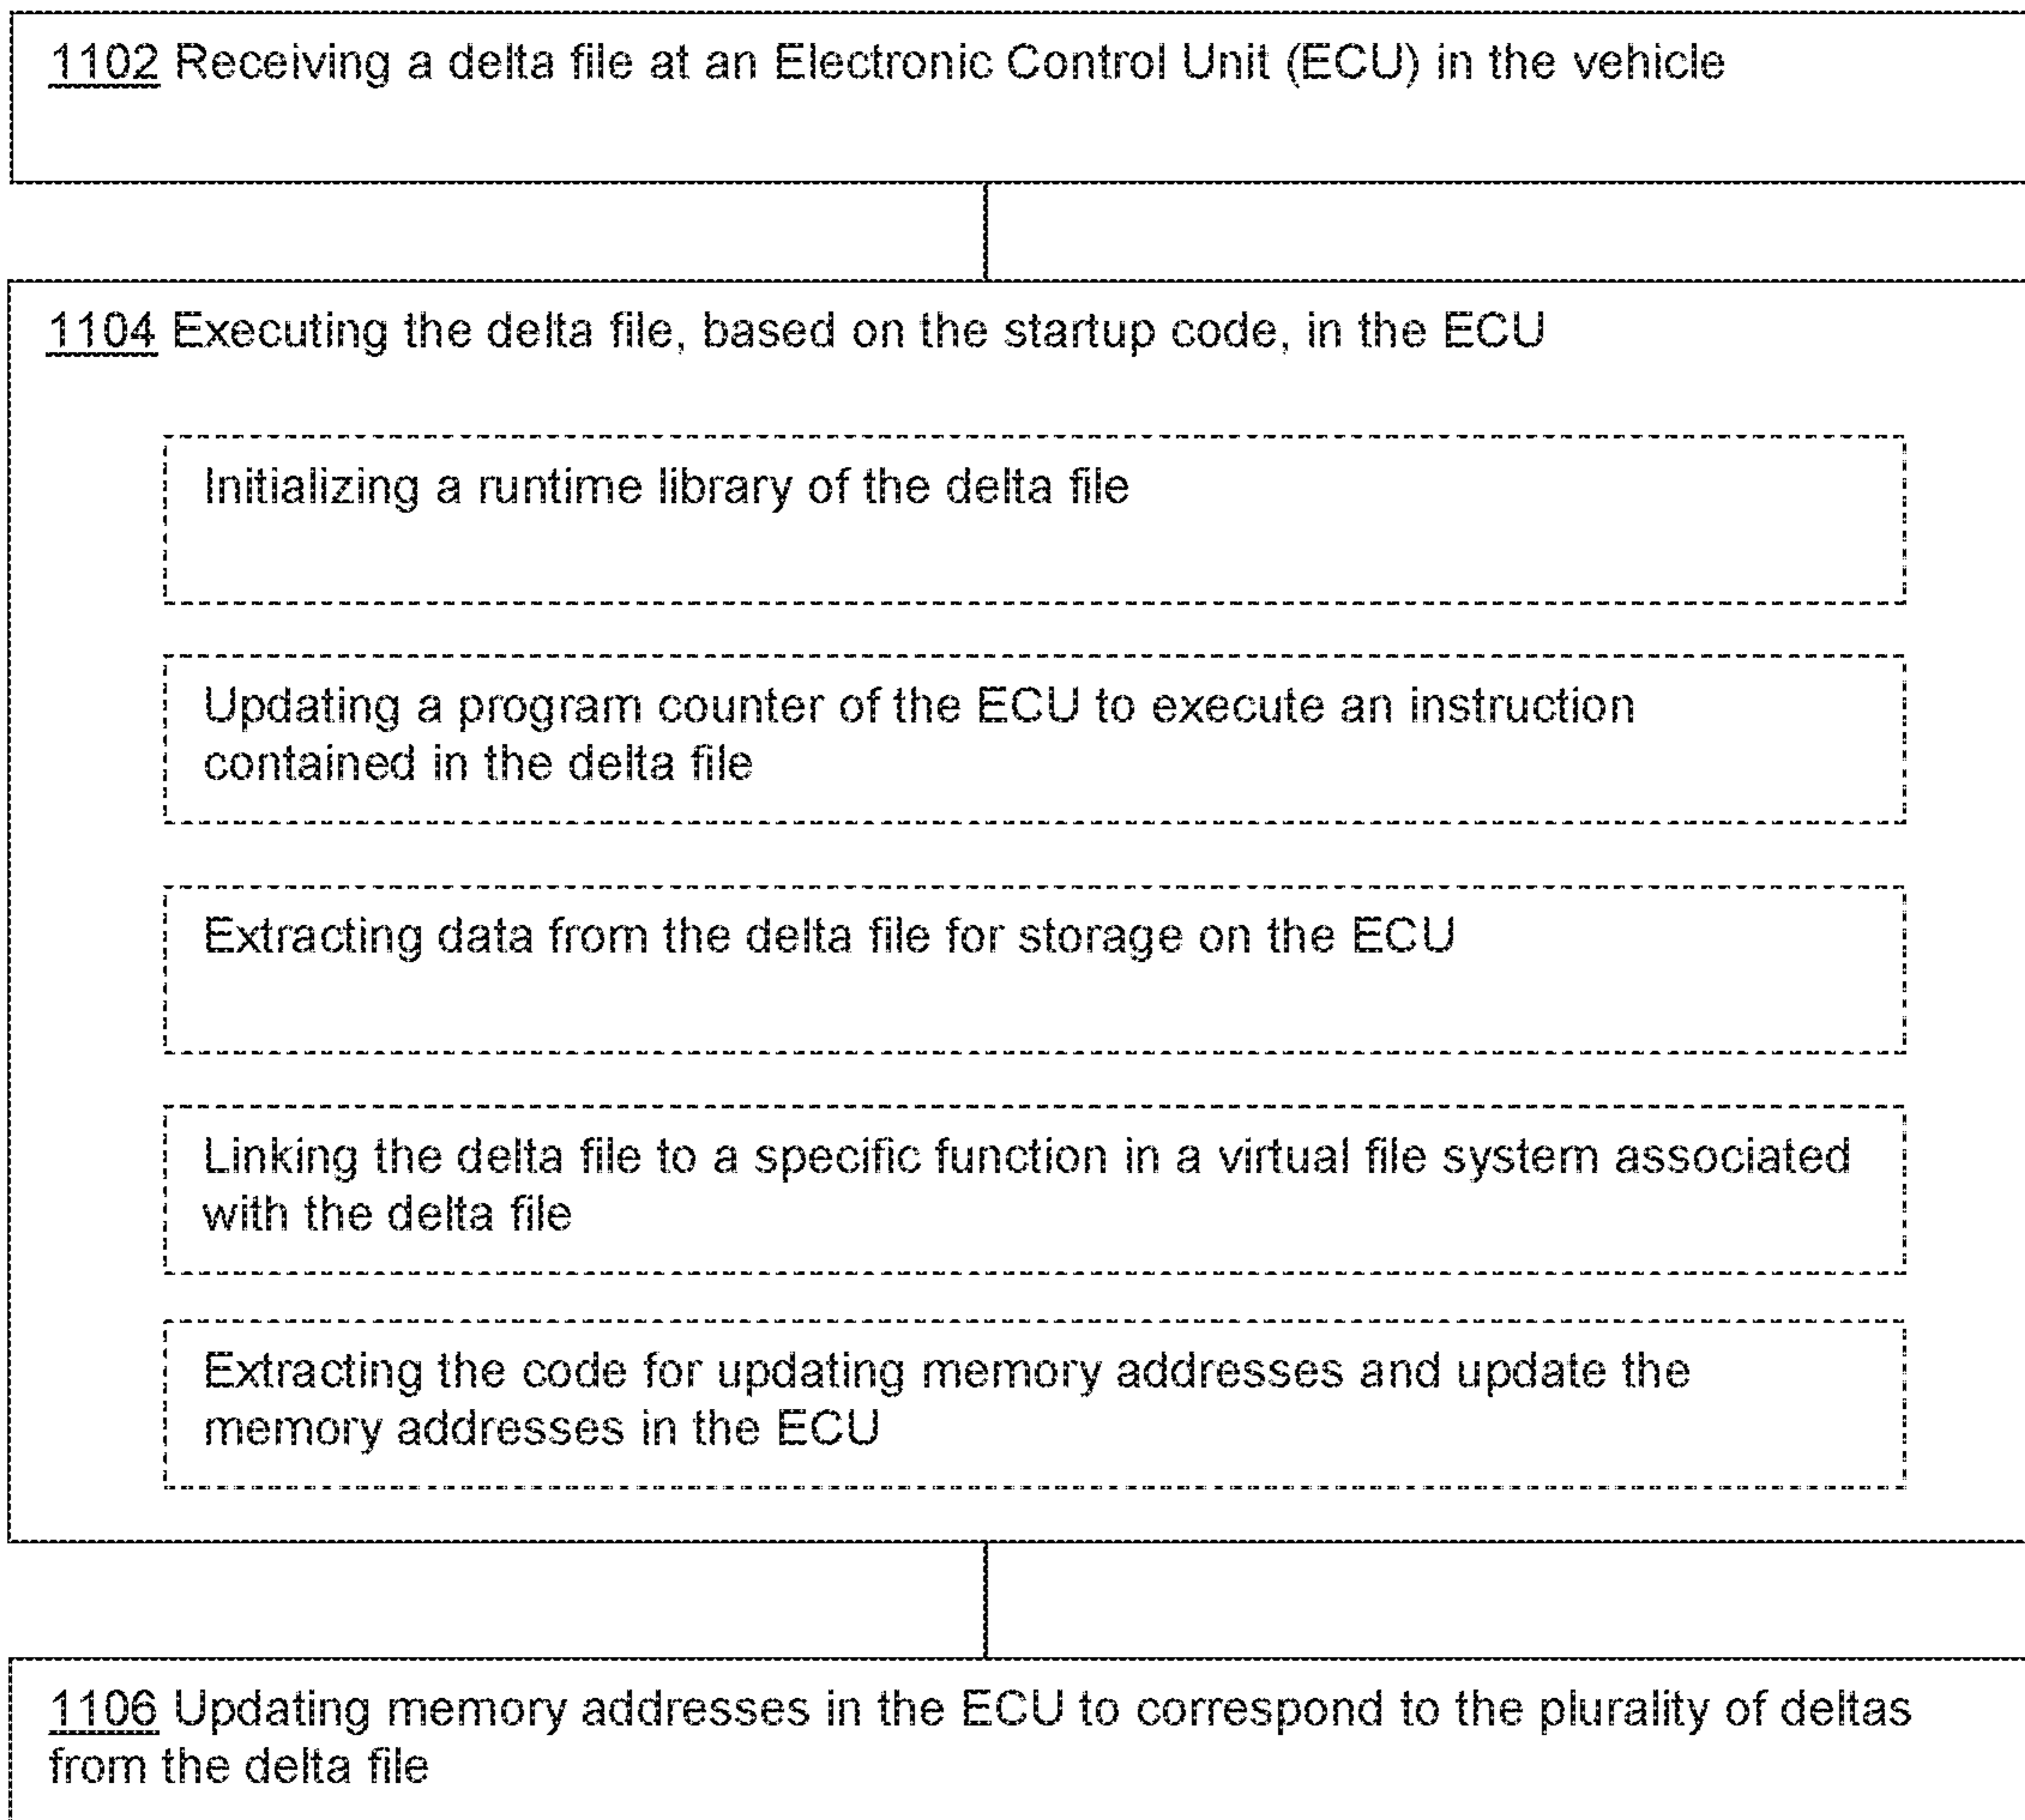 1102 Receiving a delta file at an Electronic Control Unit (ECU) in the vehicle
1104 Executing the delta file, based on the startup code, in the ECU
Initializing a runtime library of the delta file
Updating a program counter of the ECU to execute an instruction
contained in the delta file
Extracting data from the delta file for storage on the ECU
Linking the delta file to a specific function in a virtual file system associated
with the delta file
Extracting the code for updating memory addresses and update the
memory addresses in the ECU
1106 Updating memory addresses in the ECU to correspond to the plurality of deltas
from the delta file